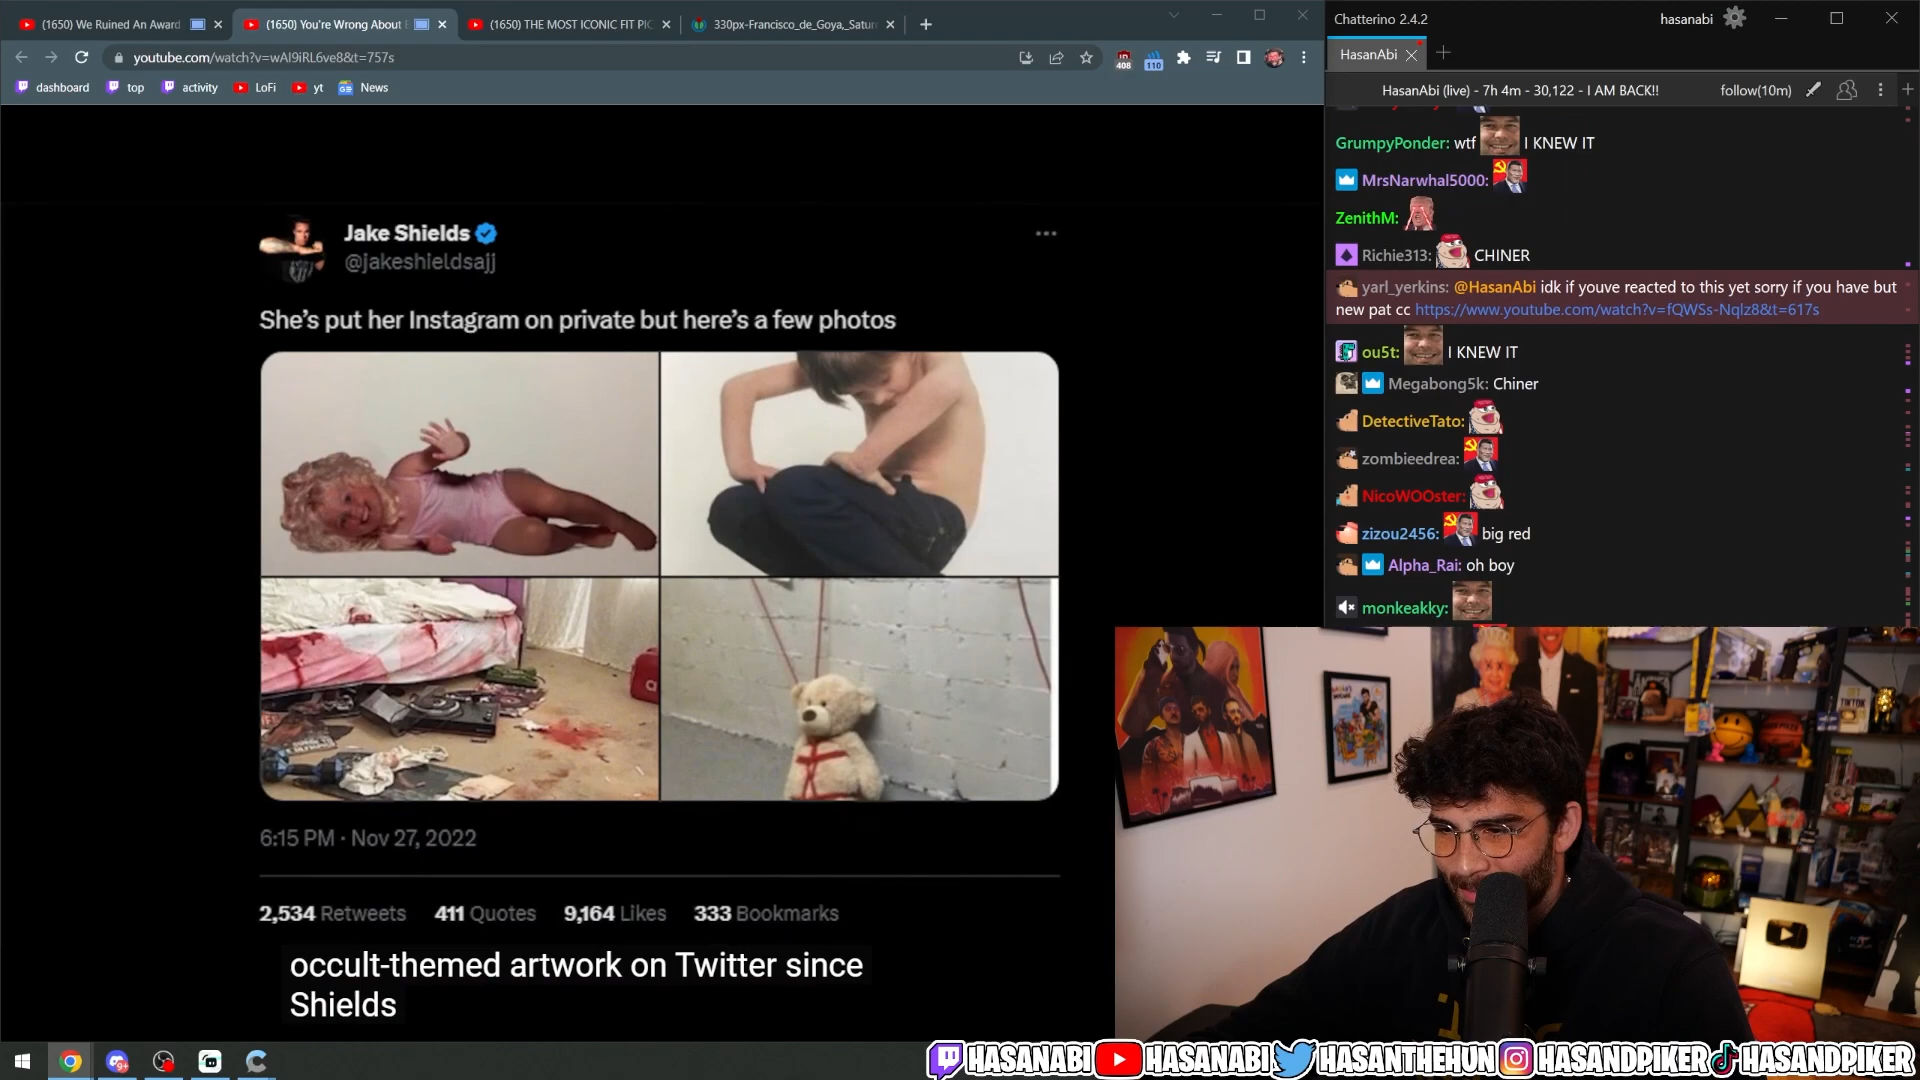 (1650) We Ruined An Award
(1650) You're Wrong About
(1650) THE MOST ICONIC FIT PIC
330px-Francisco_de_Goya,_Satur
youtube.com/watch?v=wAI9iRL6ve8&t=757s
408
110
dashboard
top
activity
LoFi
yt
News
Jake Shields
@jakeshieldsajj
She's put her Instagram on private but here's a few photos
6:15 PM · Nov 27, 2022
2,534 Retweets 411 Quotes 9,164 Likes 333 Bookmarks
occult-themed artwork on Twitter since
Shields
Chatterino 2.4.2
hasanabi
HasanAbi
HasanAbi (live) - 7h 4m - 30,122 - I AM BACK!!
follow(10m)
GrumpyPonder: wtf I KNEW IT
MrsNarwhal5000:
ZenithM:
Richie313: CHINER
yarl_yerkins: @HasanAbi idk if youve reacted to this yet sorry if you have but
new pat cc https://www.youtube.com/watch?v=fQWSs-Nqlz8&t=617s
ou5t: I KNEW IT
Megabong5k: Chiner
DetectiveTato:
zombieedrea:
NicoWOOster:
zizou2456: big red
Alpha_Rai: oh boy
monkeakky:
TIKTOK
HASANABI HASANABI HASANTHEHUN HASANDPIKER HASANDPIKER